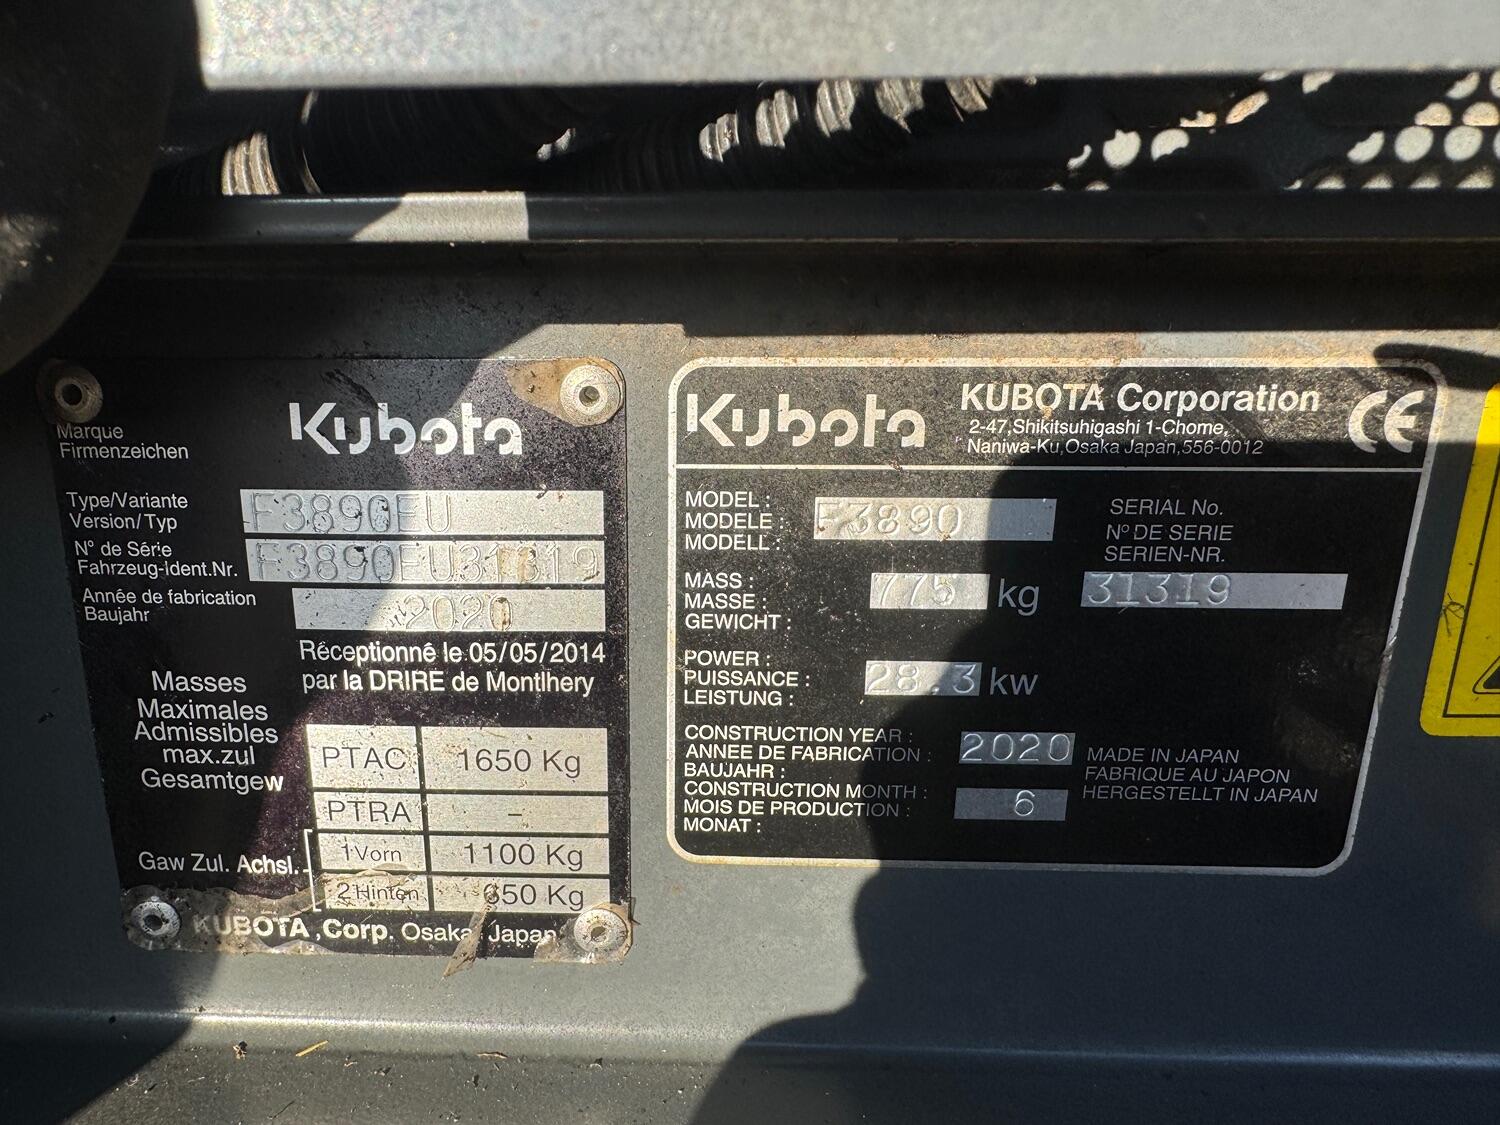 Kubota
Marque
Firmenzeichen
Type/Variante
Version/Typ
F3890EU
N° de Série
Fahrzeug-Ident.Nr.
F3890EU31319
Année de fabrication
Baujahr
2020
Réceptionné le 05/05/2014
par la DRIRE de Montlhery
Masses
Maximales
Admissibles
max.zul
Gesamtgew
PTAC 1650 Kg
PTRA -
Gaw Zul. Achsl.
1 Vorn 1100 Kg
2 Hinten 650 Kg
KUBOTA ,Corp. Osaka Japan
Kubota
KUBOTA Corporation
2-47,Shikitsuhigashi 1-Chome,
Naniwa-Ku,Osaka Japan,556-0012
CE
MODEL :
MODELE :
MODELL :
F3890
SERIAL No.
N° DE SERIE
SERIEN-NR.
31319
MASS :
MASSE :
GEWICHT :
775 kg
POWER :
PUISSANCE :
LEISTUNG :
28.3 kw
CONSTRUCTION YEAR :
ANNEE DE FABRICATION :
BAUJAHR :
2020
CONSTRUCTION MONTH :
MOIS DE PRODUCTION :
MONAT :
6
MADE IN JAPAN
FABRIQUE AU JAPON
HERGESTELLT IN JAPAN